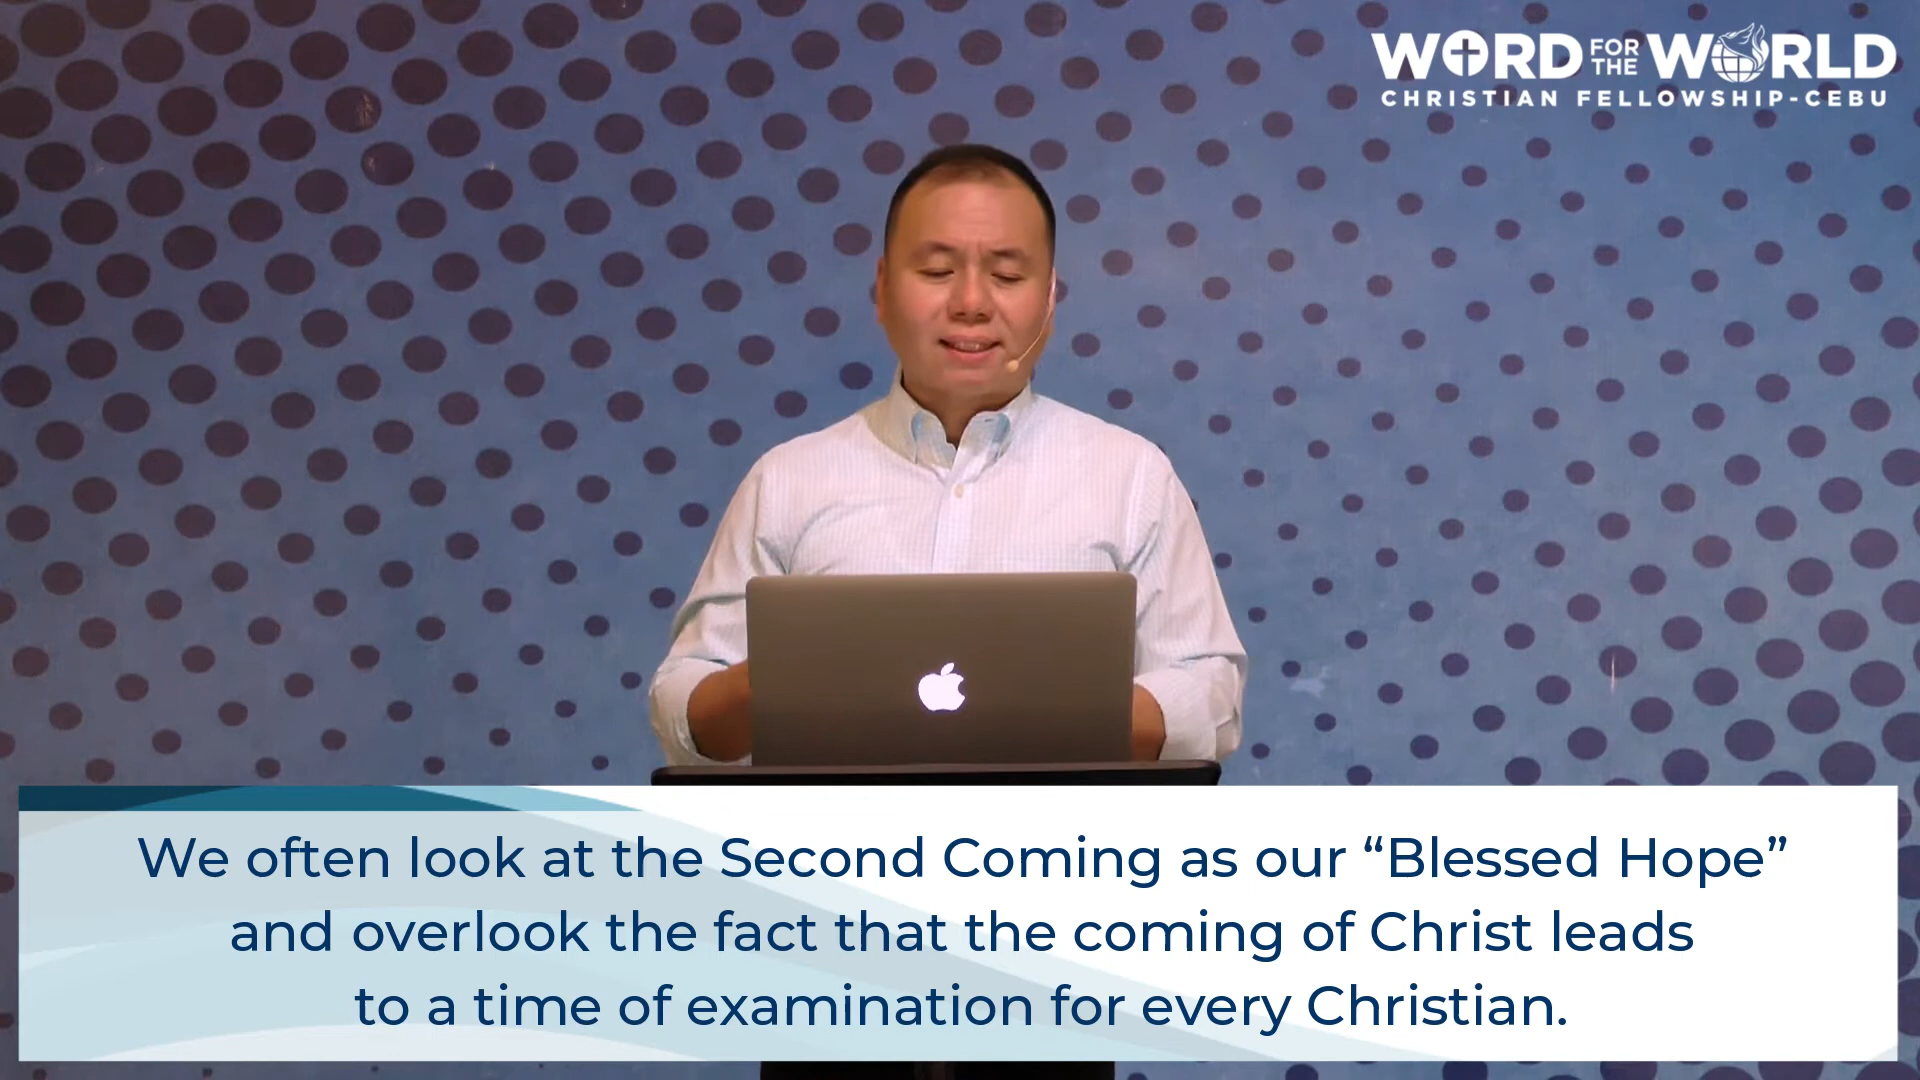 WORD FOR THE WORLD
CHRISTIAN FELLOWSHIP-CEBU
We often look at the Second Coming as our “Blessed Hope”
and overlook the fact that the coming of Christ leads
to a time of examination for every Christian.